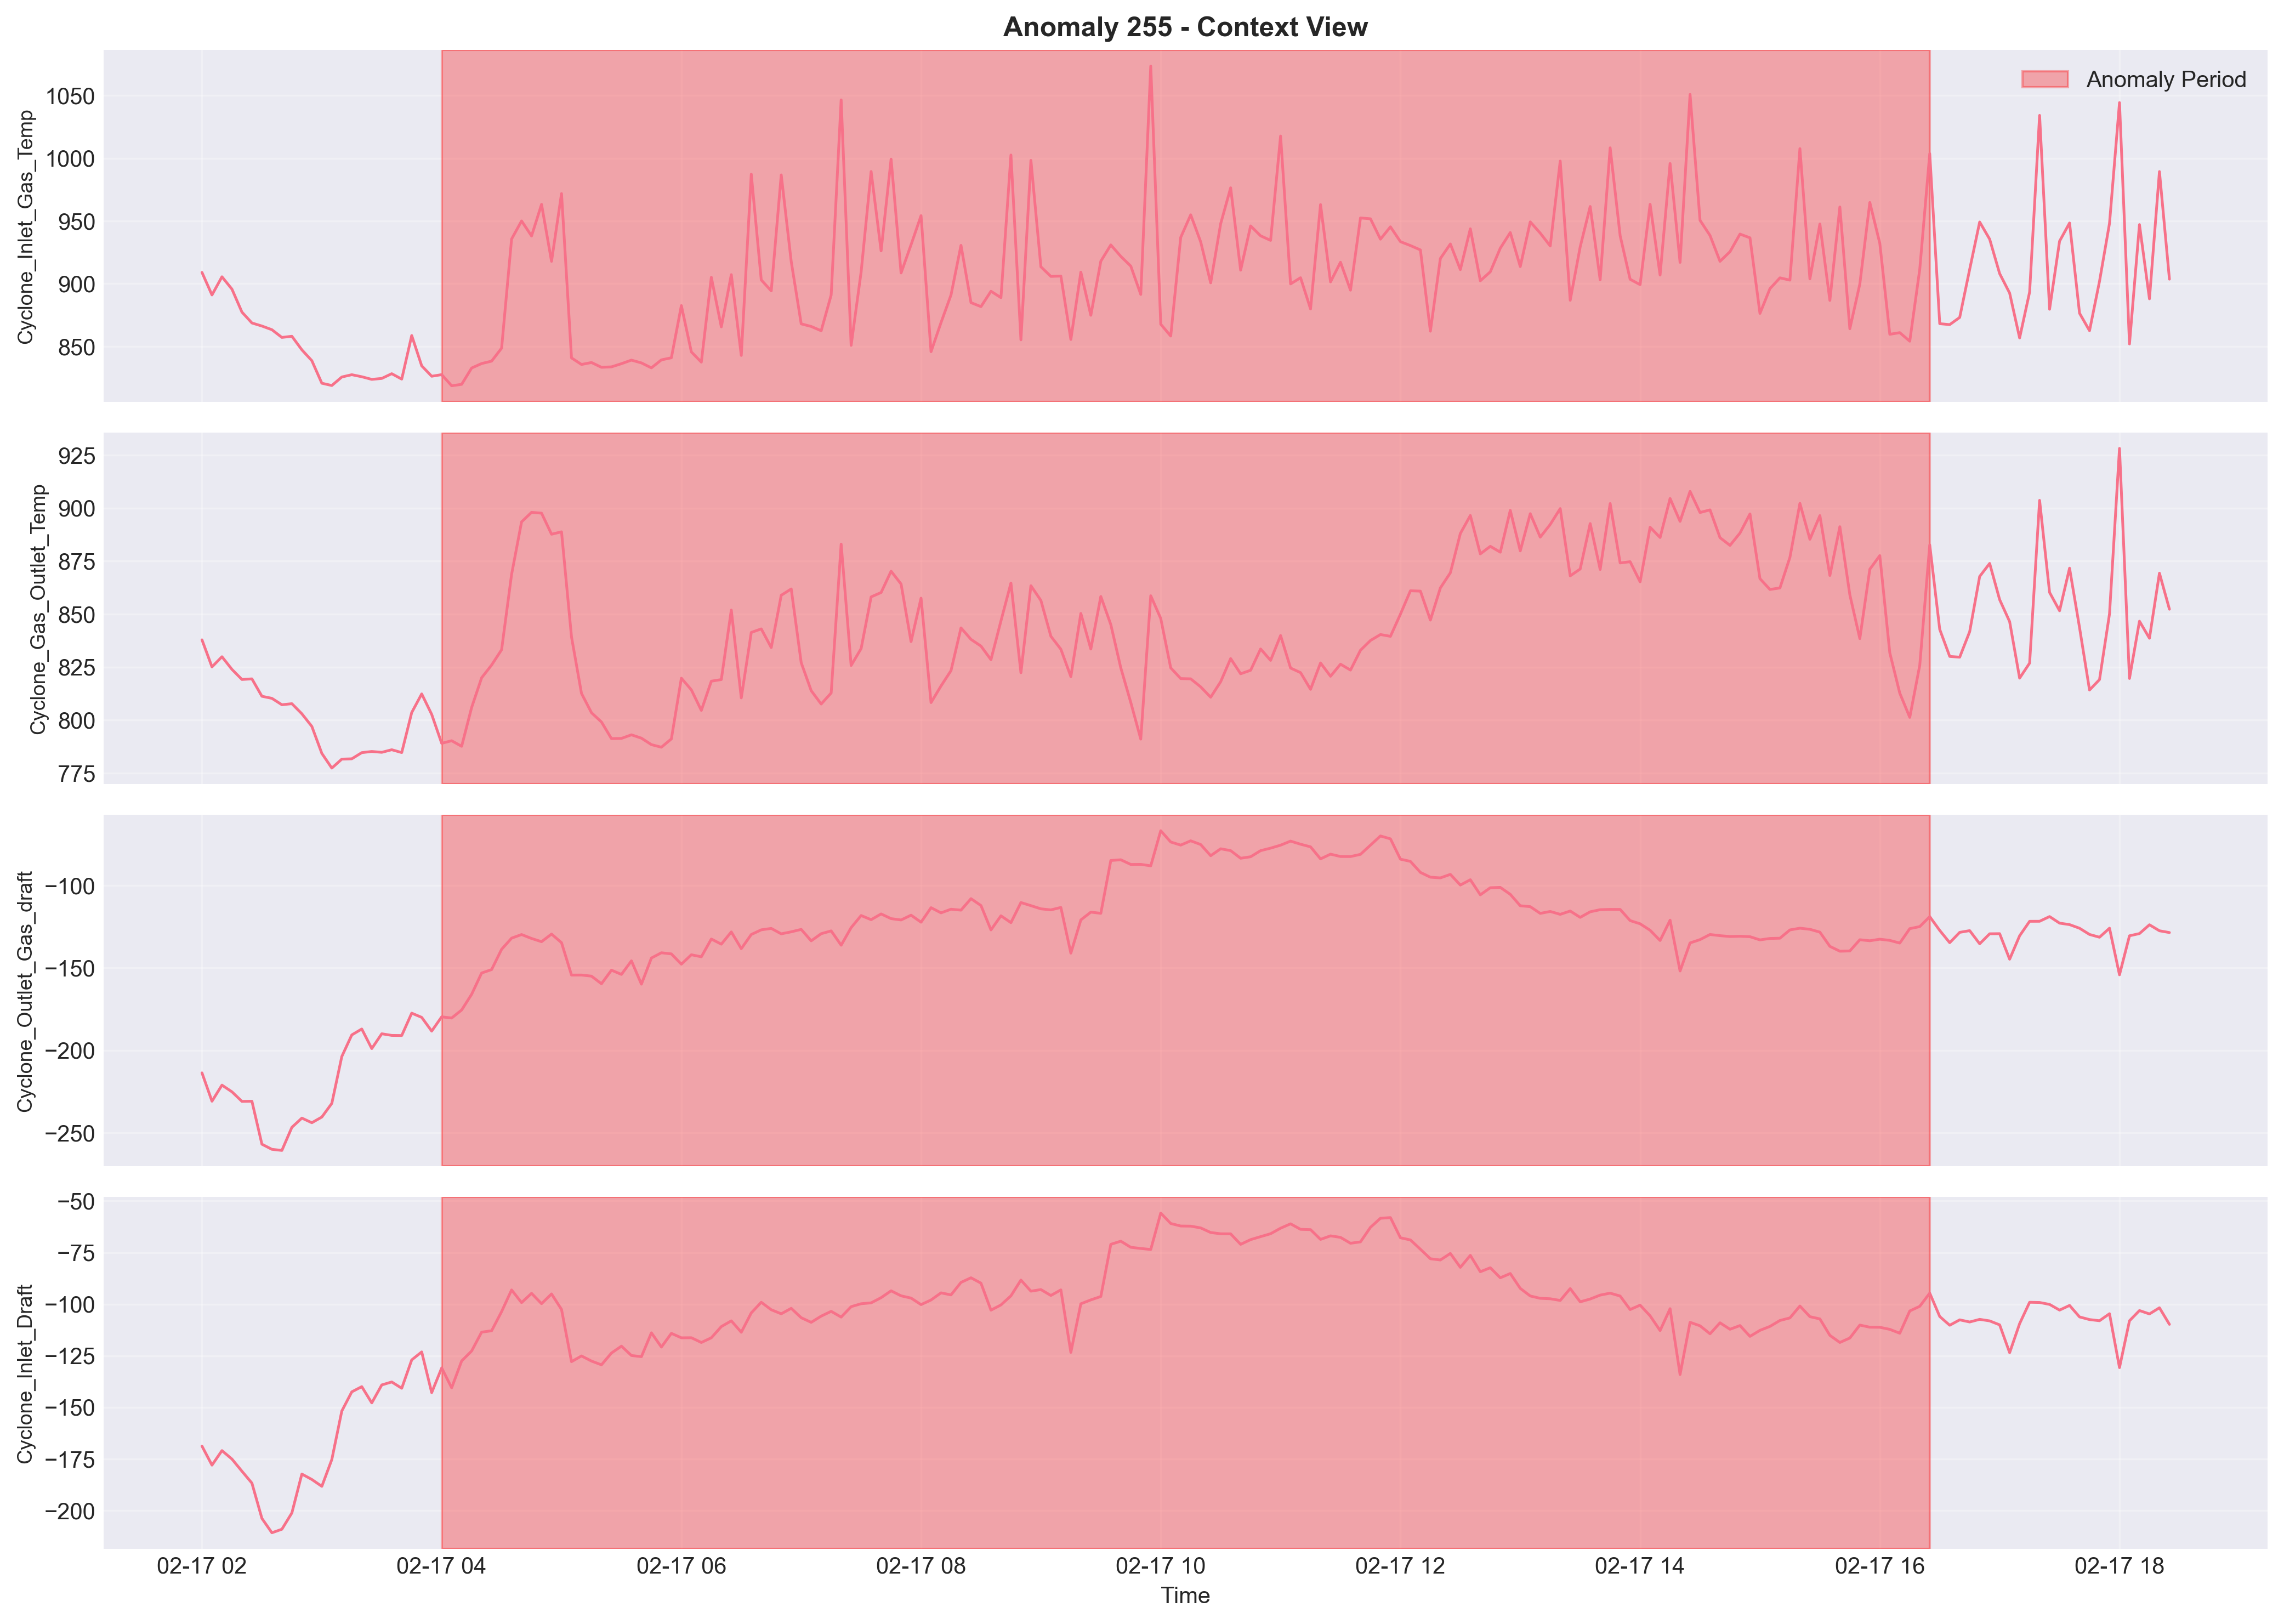 Anomaly 255 - Context View
Anomaly Period
Cyclone_Inlet_Gas_Temp
1050
1000
950
900
850
Cyclone_Gas_Outlet_Temp
925
900
875
850
825
800
775
Cyclone_Outlet_Gas_draft
−100
−150
−200
−250
Cyclone_Inlet_Draft
−50
−75
−100
−125
−150
−175
−200
02-17 02 02-17 04 02-17 06 02-17 08 02-17 10 02-17 12 02-17 14 02-17 16 02-17 18
Time